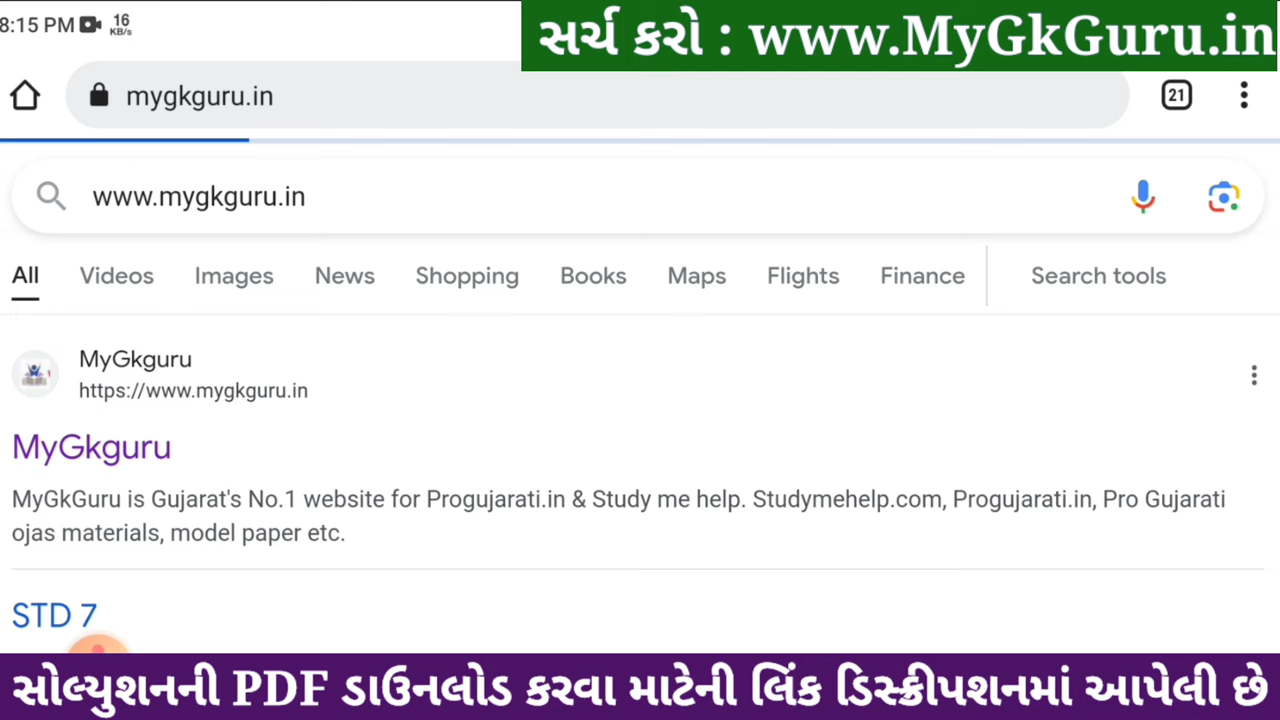 8:15 PM 16 KB/s
સર્ચ કરો : www.MyGkGuru.in
mygkguru.in
21
www.mygkguru.in
All Videos Images News Shopping Books Maps Flights Finance Search tools
MyGkguru
https://www.mygkguru.in
MyGkguru
MyGkGuru is Gujarat's No.1 website for Progujarati.in & Study me help. Studymehelp.com, Progujarati.in, Pro Gujarati
ojas materials, model paper etc.
STD 7
સોલ્યુશનની PDF ડાઉનલોડ કરવા માટેની લિંક ડિસ્ક્રીપશનમાં આપેલી છે